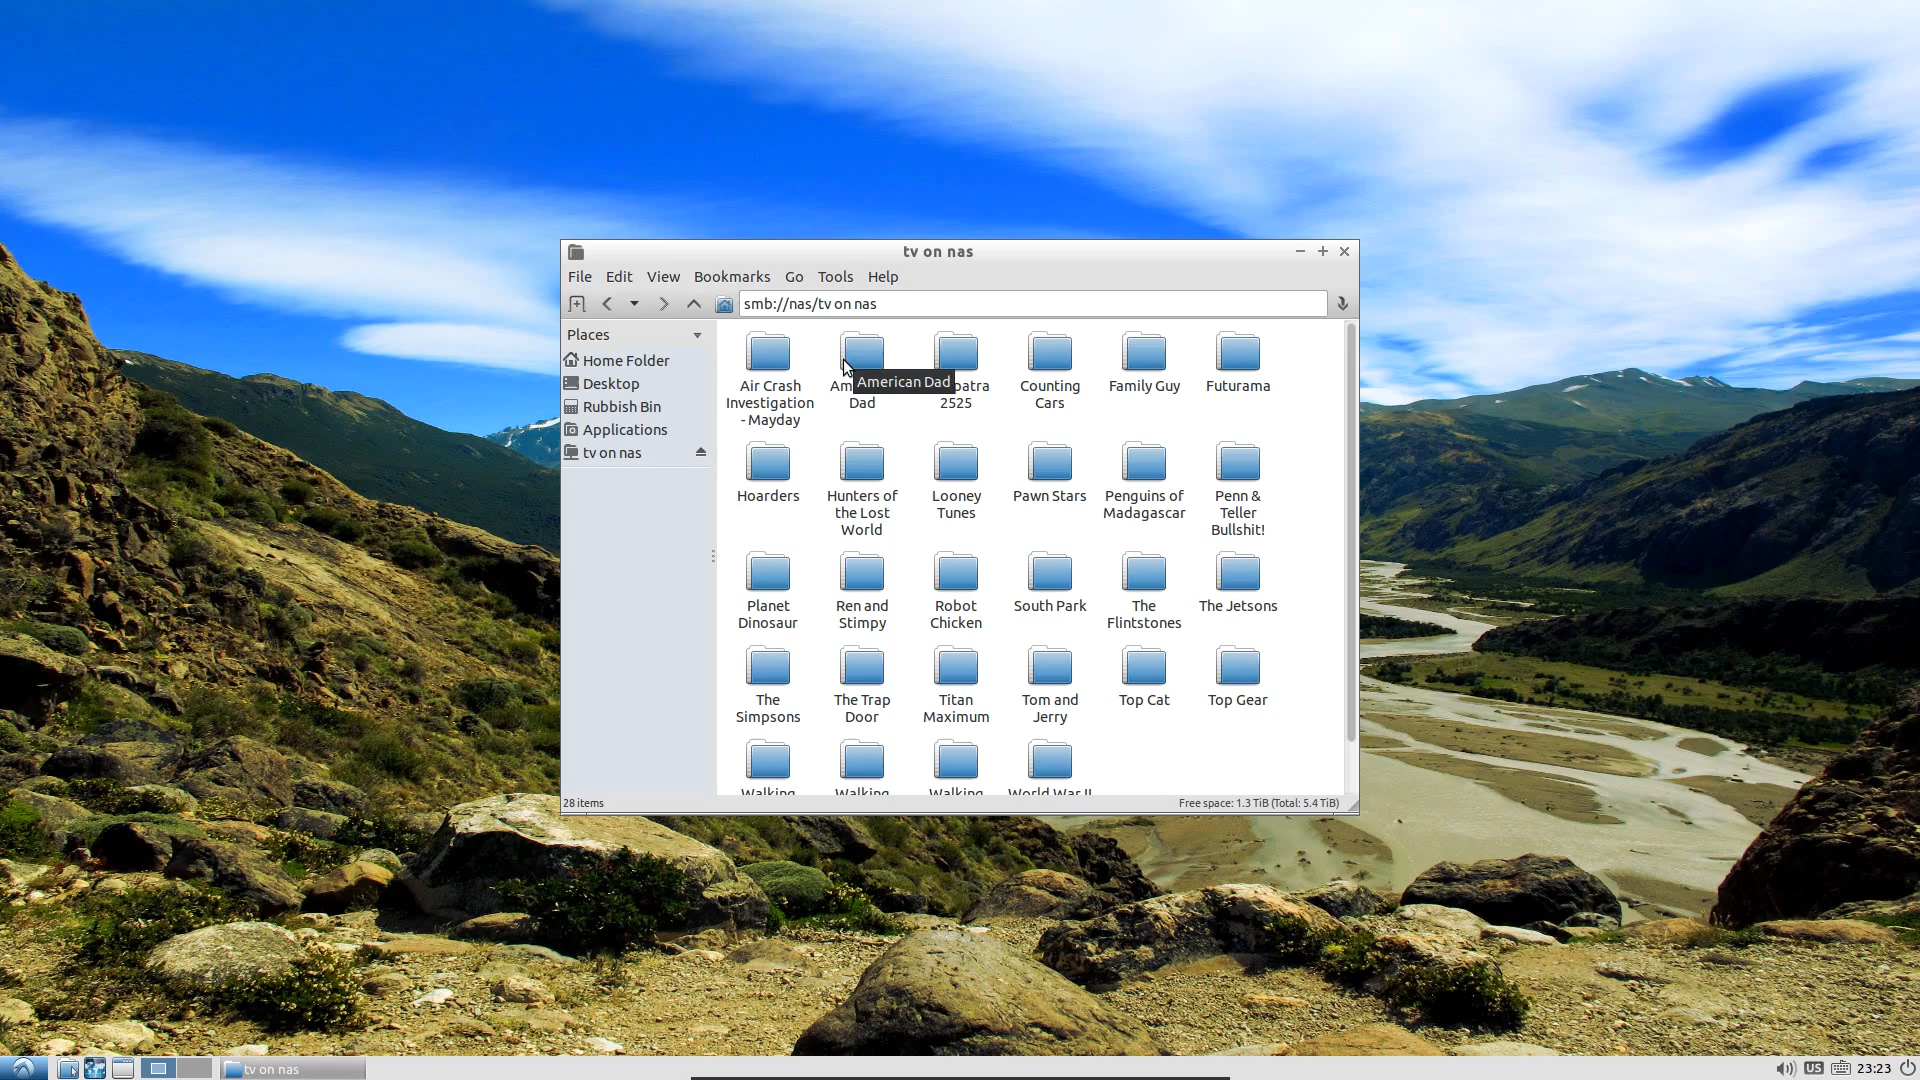 tv on nas
File Edit View Bookmarks Go Tools Help
smb://nas/tv on nas
Places
Home Folder
Desktop
Rubbish Bin
Applications
tv on nas
Air Crash
Investigation
- Mayday
Dad
American Dad
2525
Counting
Cars
Family Guy
Futurama
Hoarders
Hunters of
the Lost
World
Looney
Tunes
Pawn Stars
Penguins of
Madagascar
Penn &
Teller
Bullshit!
Planet
Dinosaur
Ren and
Stimpy
Robot
Chicken
South Park
The
Flintstones
The Jetsons
The
Simpsons
The Trap
Door
Titan
Maximum
Tom and
Jerry
Top Cat
Top Gear
Walking
Walking
Walking
World War II
28 items
Free space: 1.3 TiB (Total: 5.4 TiB)
tv on nas
US
23:23